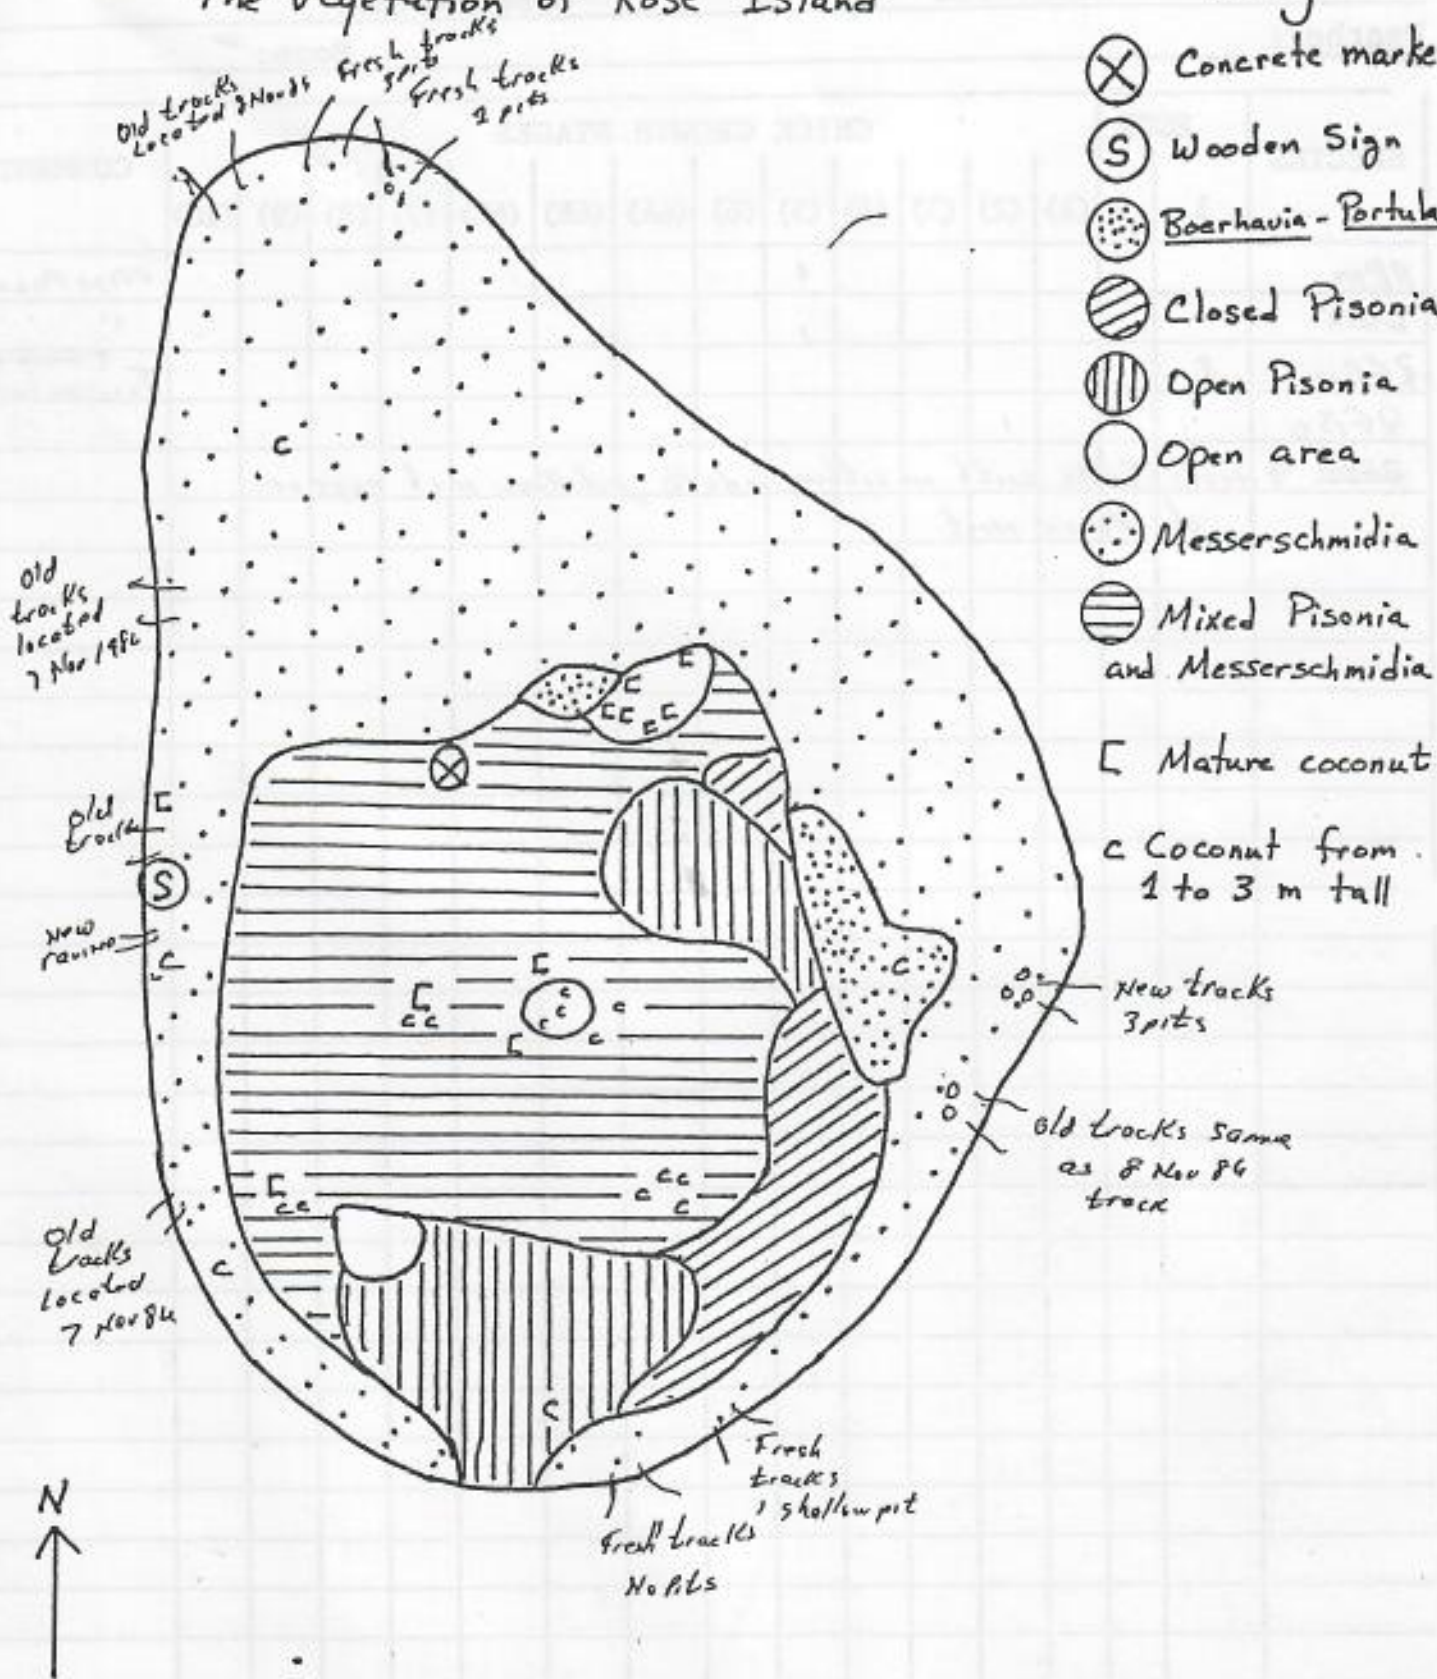 The Vegetation of Rose Island
Concrete marke
S Wooden Sign
Boerhavia - Portula
Closed Pisonia
Open Pisonia
Open area
Messerschmidia
Mixed Pisonia
and Messerschmidia
[ Mature coconut
c Coconut from
1 to 3 m tall
Old tracks
Located 8 Nov 86
Fresh tracks
pits
Fresh tracks
2 pits
Old
tracks
located
7 Nov 1986
Old
tracks
S
New
Old
tracks
Located
7 Nov 86
New tracks
3 pits
Old tracks same
as 8 Nov 86
track
Fresh
tracks
1 shallow pit
Fresh tracks
No Pits
N